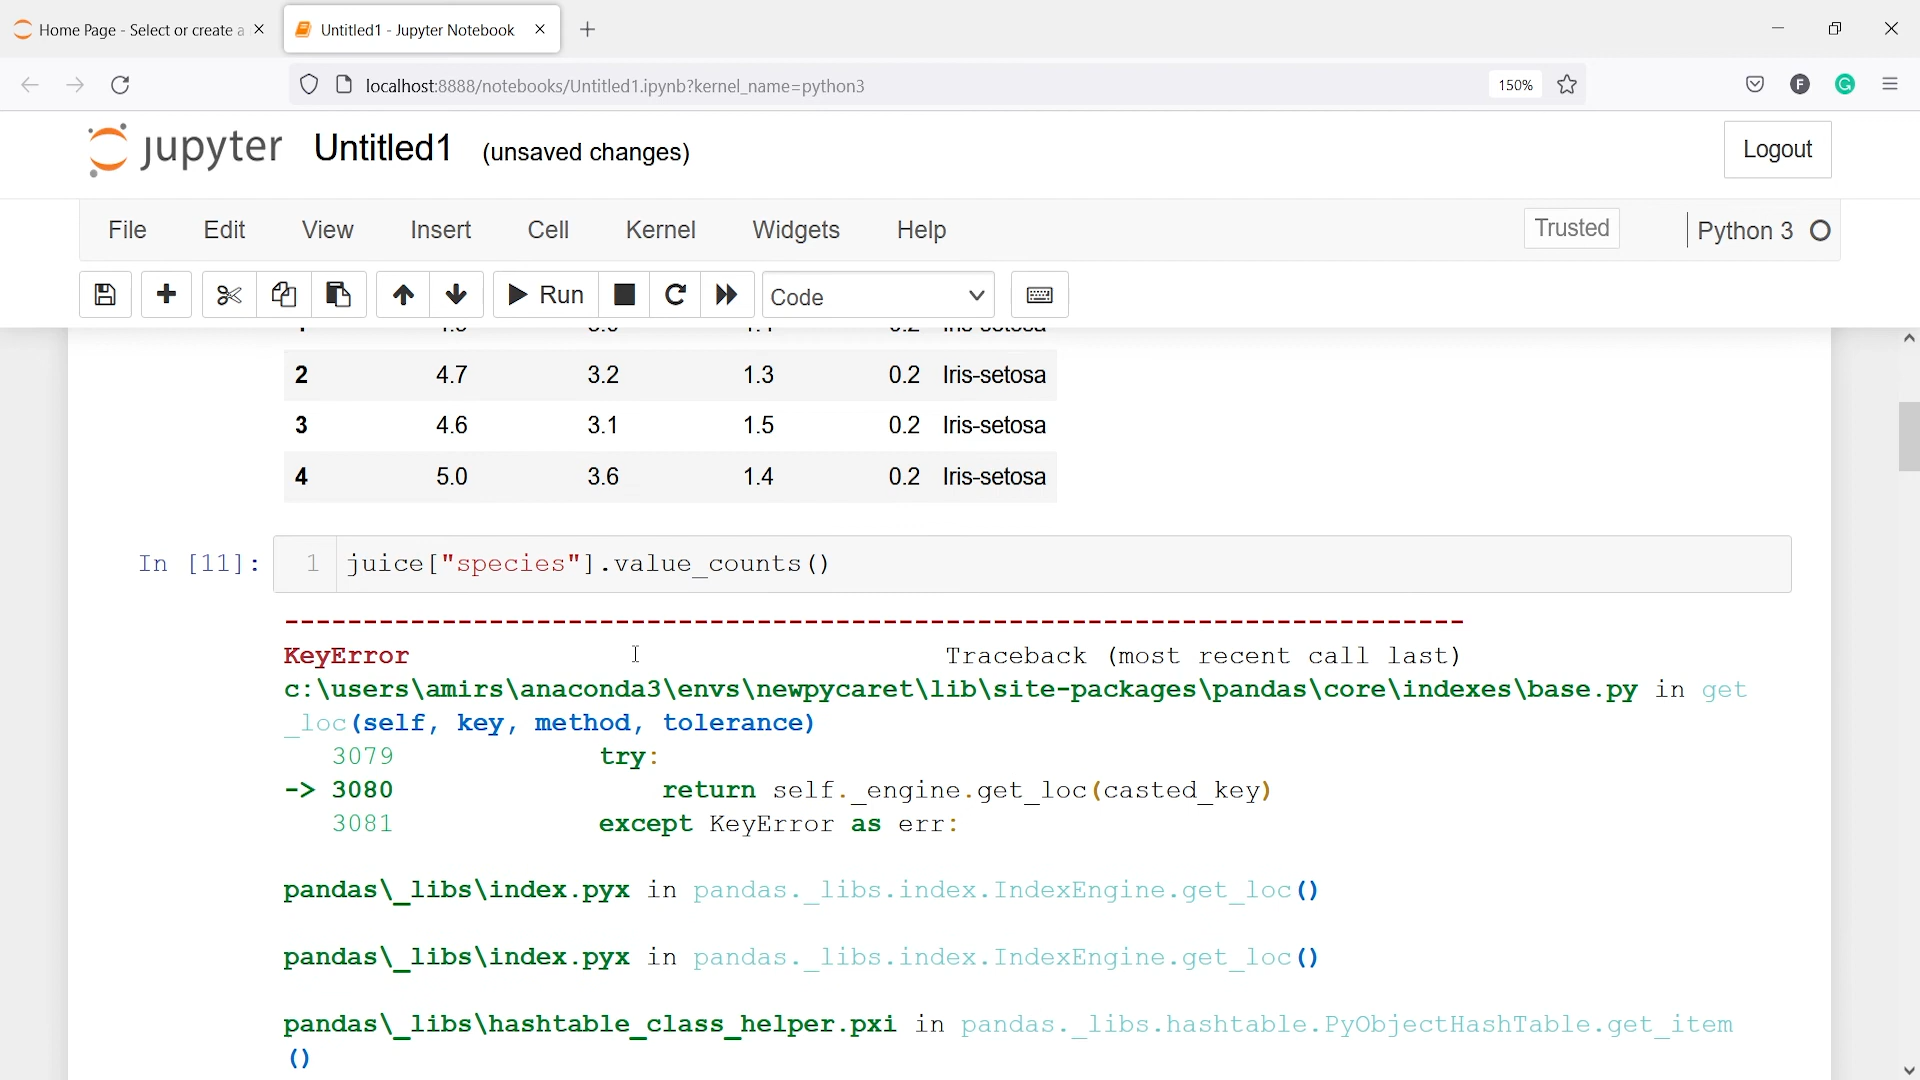 Home Page - Select or create a
Untitled1 - Jupyter Notebook
localhost:8888/notebooks/Untitled1.ipynb?kernel_name=python3
150%
F
G
jupyter Untitled1 (unsaved changes)
Logout
File Edit View Insert Cell Kernel Widgets Help
Trusted
Python 3
Run
Code
2 4.7 3.2 1.3 0.2 Iris-setosa
3 4.6 3.1 1.5 0.2 Iris-setosa
4 5.0 3.6 1.4 0.2 Iris-setosa
In [11]: 1 juice["species"].value_counts()
---------------------------------------------------------------------------
KeyError Traceback (most recent call last)
c:\users\amirs\anaconda3\envs\newpycaret\lib\site-packages\pandas\core\indexes\base.py in get
_loc(self, key, method, tolerance)
3079 try:
-> 3080 return self._engine.get_loc(casted_key)
3081 except KeyError as err:
pandas\_libs\index.pyx in pandas._libs.index.IndexEngine.get_loc()
pandas\_libs\index.pyx in pandas._libs.index.IndexEngine.get_loc()
pandas\_libs\hashtable_class_helper.pxi in pandas._libs.hashtable.PyObjectHashTable.get_item
()